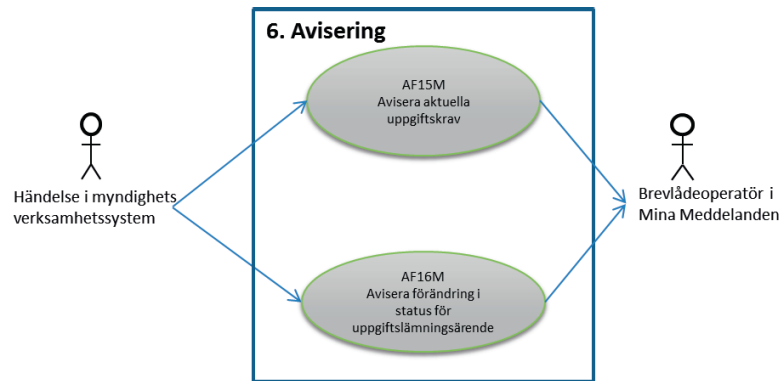 6. Avisering
AF15M
Avisera aktuella
uppgiftskrav
Händelse i myndighets
verksamhetssystem
Brevlådeoperatör i
Mina Meddelanden
AF16M
Avisera förändring i
status för
uppgiftslämningsärende